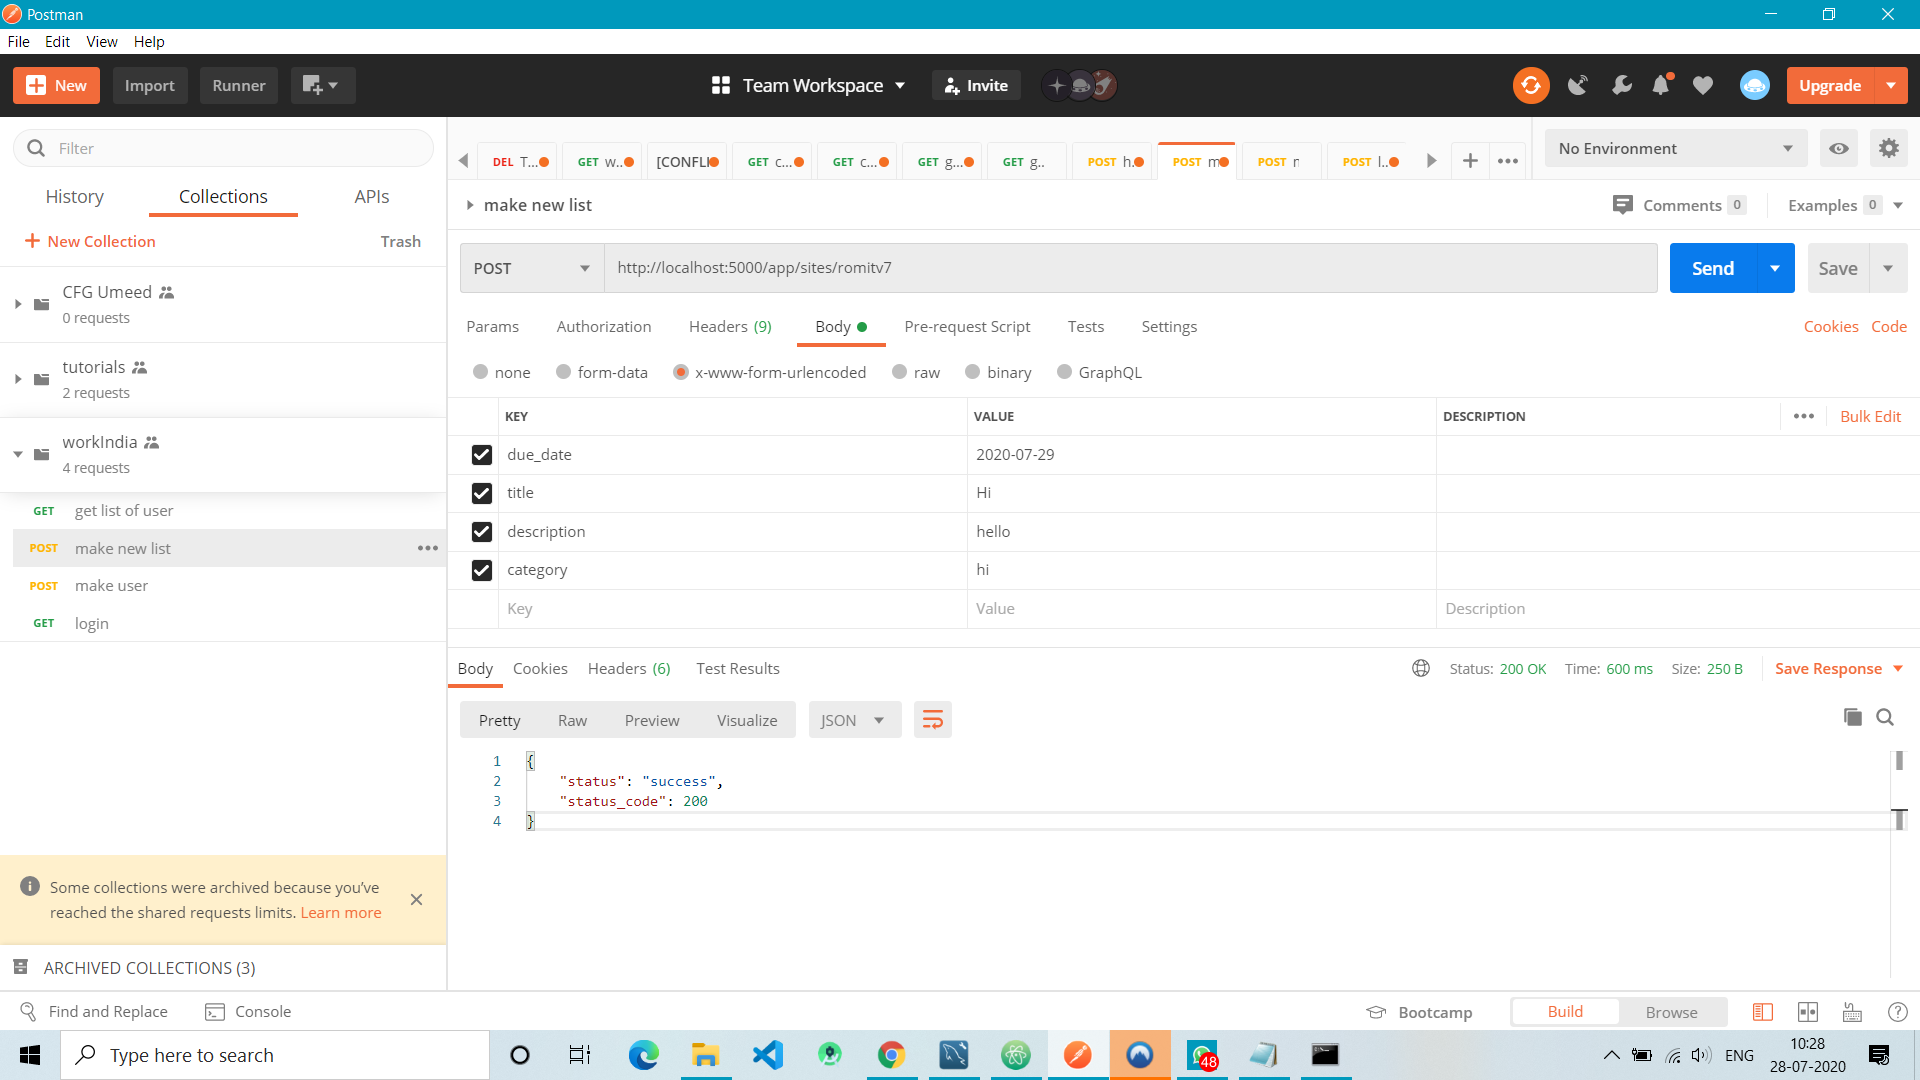 Postman
File Edit View Help
New Import Runner Team Workspace Invite Upgrade
Filter
History Collections APIs
New Collection Trash
CFG Umeed
0 requests
tutorials
2 requests
workIndia
4 requests
GET get list of user
POST make new list
POST make user
GET login
Some collections were archived because you've
reached the shared requests limits. Learn more
ARCHIVED COLLECTIONS (3)
DEL T... GET w.. [CONFLI GET c... GET c... GET g... GET g.. POST h. POST m POST POST l.. No Environment
make new list Comments 0 Examples 0
POST http://localhost:5000/app/sites/romitv7 Send Save
Params Authorization Headers (9) Body Pre-request Script Tests Settings Cookies Code
none form-data x-www-form-urlencoded raw binary GraphQL
KEY VALUE DESCRIPTION Bulk Edit
due_date 2020-07-29
title Hi
description hello
category hi
Key Value Description
Body Cookies Headers (6) Test Results Status: 200 OK Time: 600 ms Size: 250 B Save Response
Pretty Raw Preview Visualize JSON
1 {
2 "status": "success",
3 "status_code": 200
4 }
Find and Replace Console Bootcamp Build Browse
Type here to search 48 ENG 10:28
28-07-2020